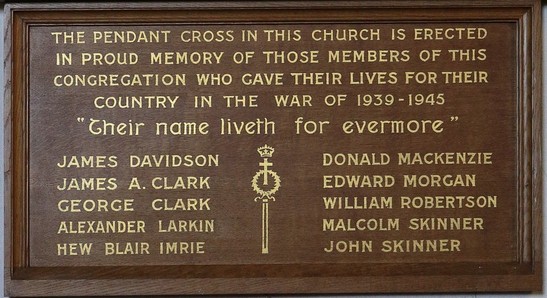 THE PENDANT CROSS IN THIS CHURCH IS ERECTED
IN PROUD MEMORY OF THOSE MEMBERS OF THIS
CONGREGATION WHO GAVE THEIR LIVES FOR THEIR
COUNTRY IN THE WAR OF 1939-1945
"Their name liveth for evermore"
JAMES DAVIDSON
JAMES A. CLARK
GEORGE CLARK
ALEXANDER LARKIN
HEW BLAIR IMRIE
DONALD MACKENZIE
EDWARD MORGAN
WILLIAM ROBERTSON
MALCOLM SKINNER
JOHN SKINNER